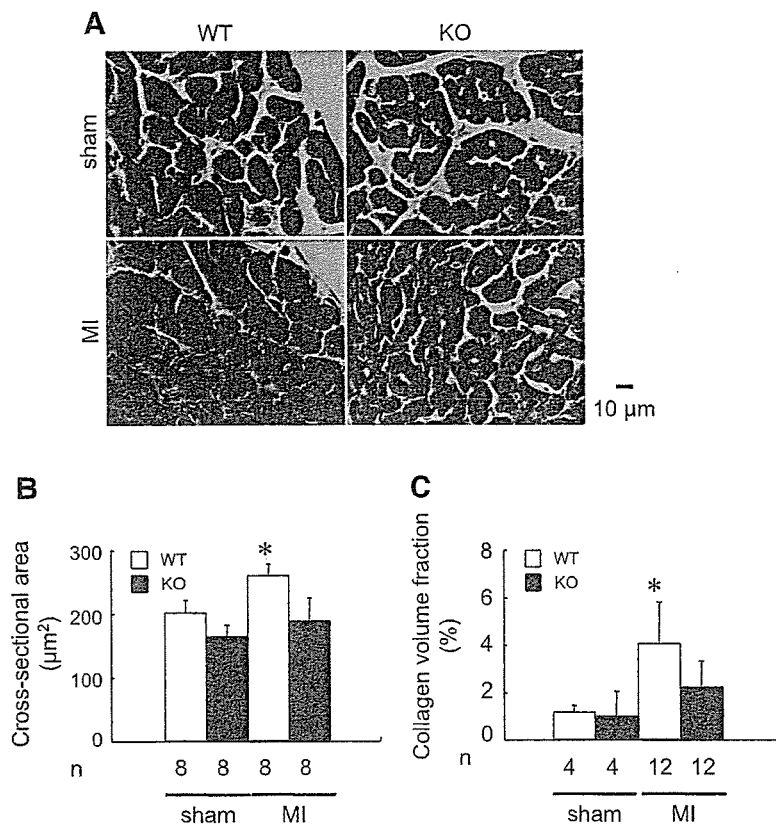 A
WT
KO
sham
MI
10 µm
B
Cross-sectional area
(µm²)
300
200
100
0
WT
KO
*
n
8 8 8 8
sham MI
C
Collagen volume fraction
(%)
8
6
4
2
0
WT
KO
*
n
4 4 12 12
sham MI